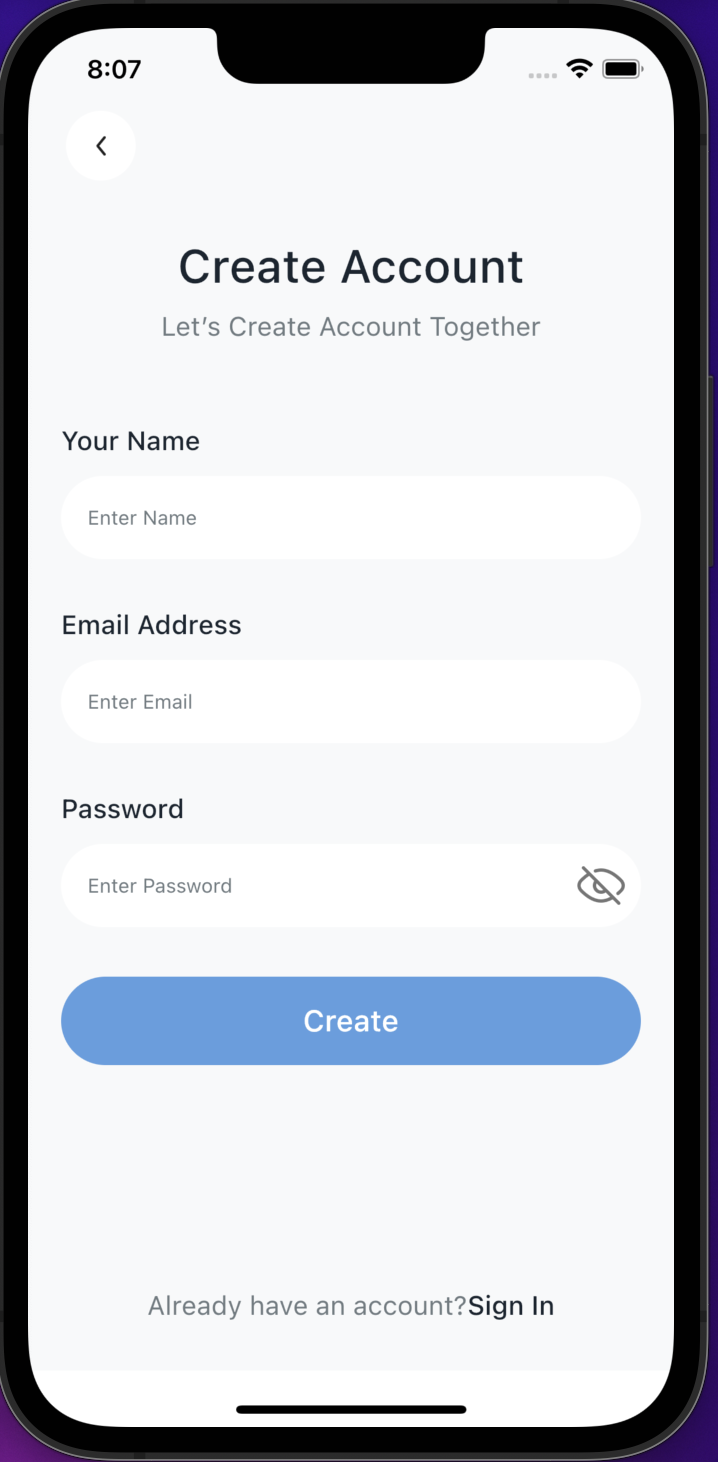 8:07
Create Account
Let’s Create Account Together
Your Name
Enter Name
Email Address
Enter Email
Password
Enter Password
Create
Already have an account?Sign In